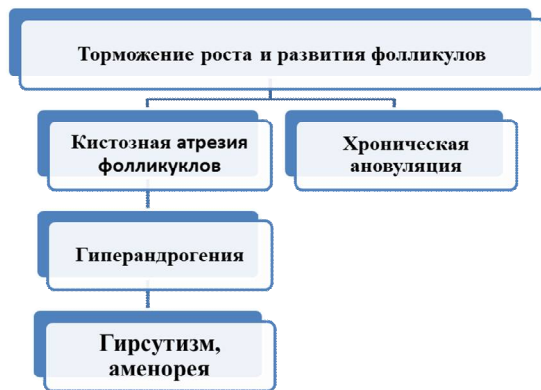 Торможение роста и развития фолликулов
Кистозная атрезия
фолликуклов
Хроническая
ановуляция
Гиперандрогения
Гирсутизм,
аменорея